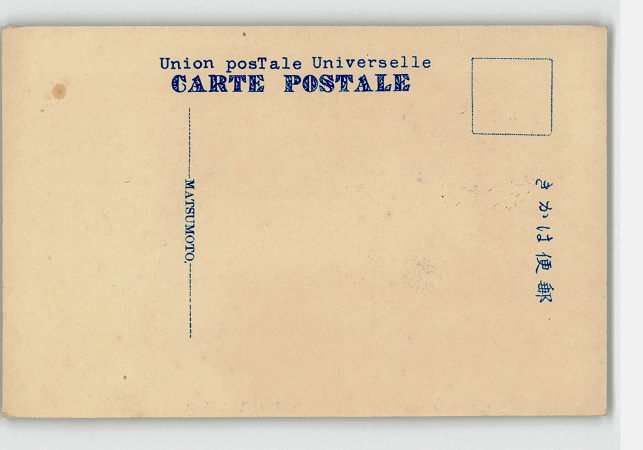 Union posTale Universelle
CARTE POSTALE
MATSUMOTO.
きかは便郵